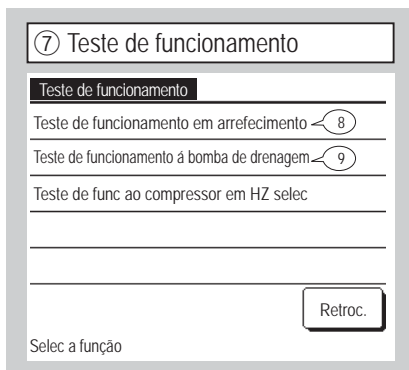 ⑦ Teste de funcionamento
Teste de funcionamento
Teste de funcionamento em arrefecimento 8
Teste de funcionamento á bomba de drenagem 9
Teste de func ao compressor em HZ selec
Retroc.
Selec a função